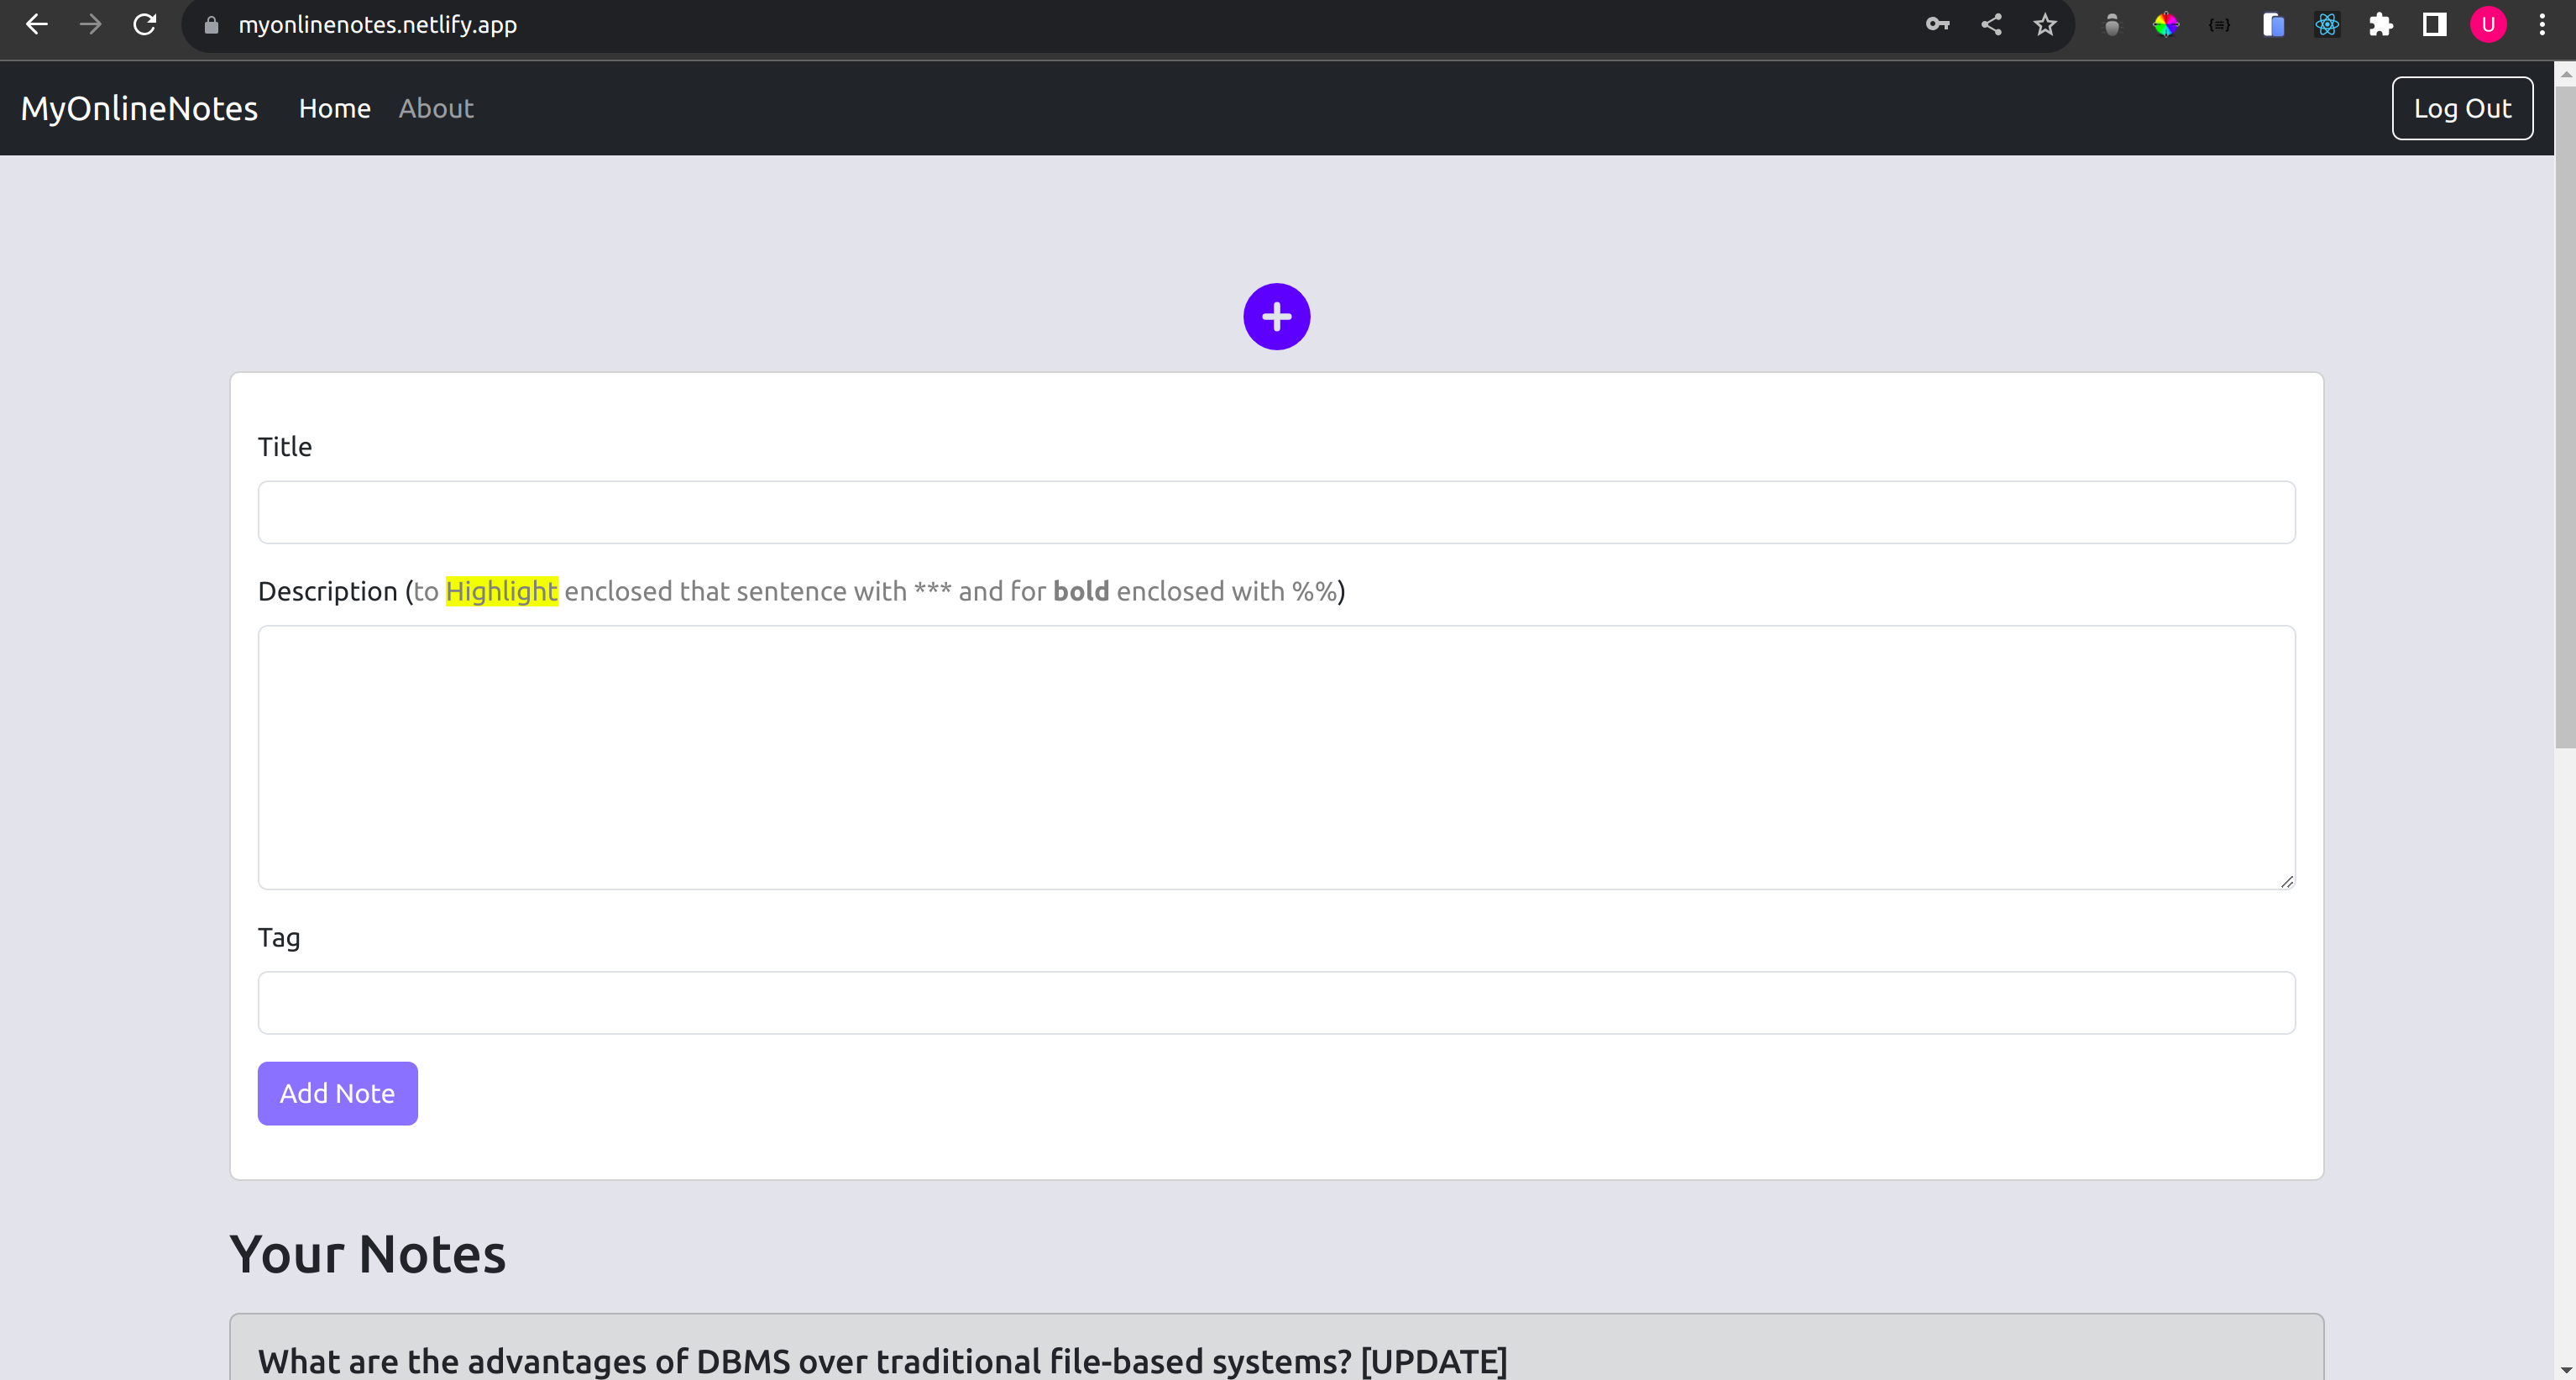 myonlinenotes.netlify.app
U
MyOnlineNotes Home About Log Out
Title
Description (to Highlight enclosed that sentence with *** and for bold enclosed with %%)
Tag
Add Note
Your Notes
What are the advantages of DBMS over traditional file-based systems? [UPDATE]